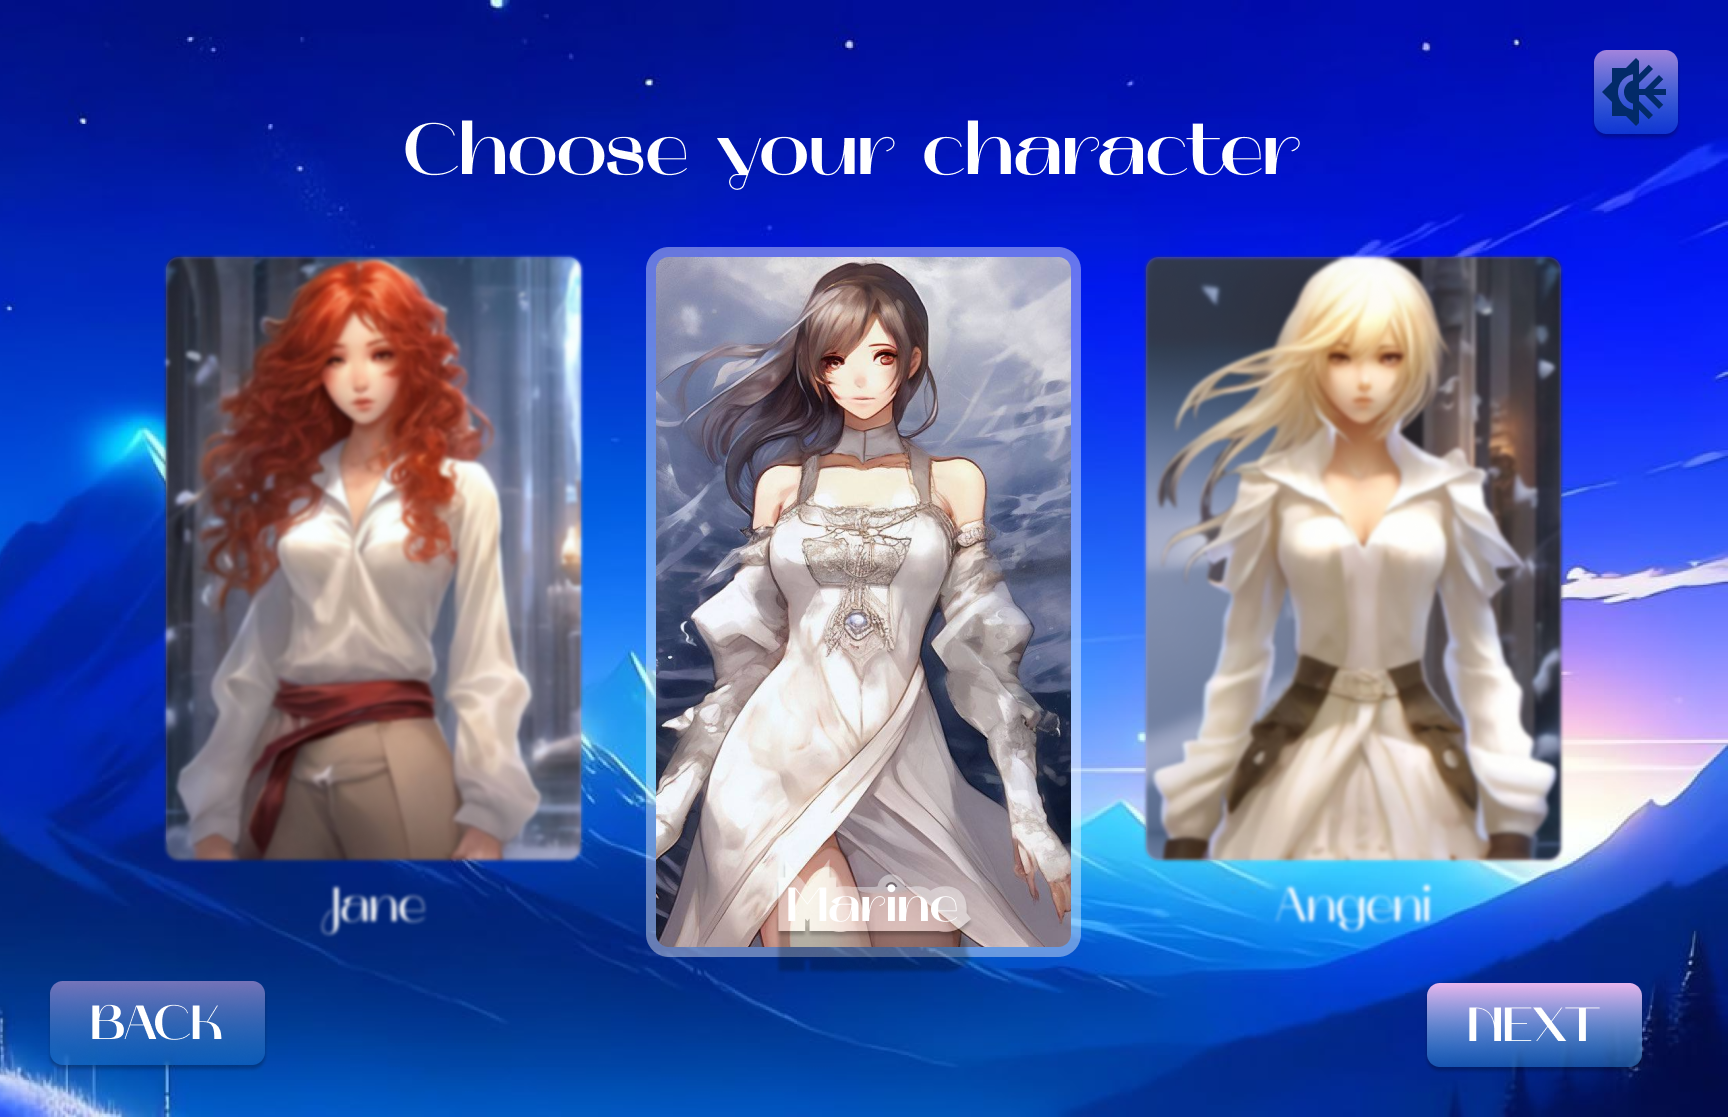 Choose your character
Jane
Marine
Angeni
BACK
NEXT